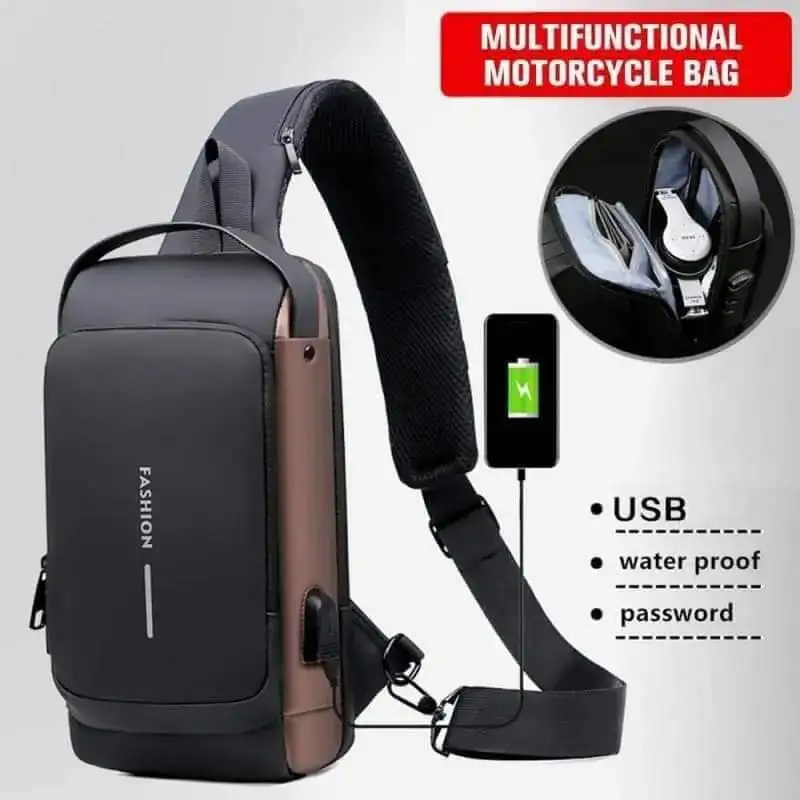 MULTIFUNCTIONAL
MOTORCYCLE BAG
FASHION
• USB
• water proof
• password